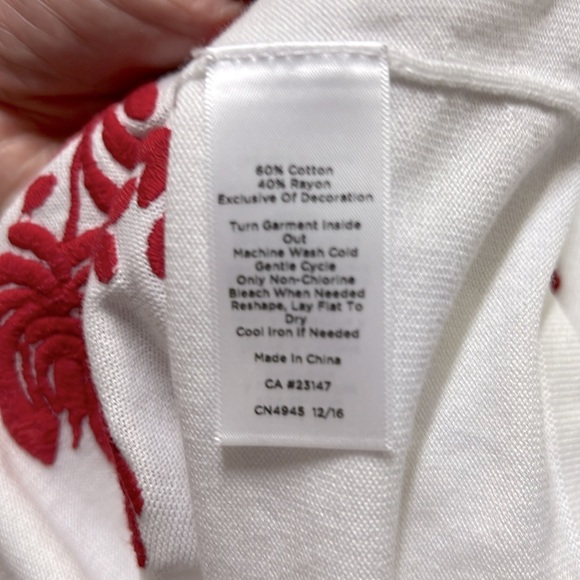 60% Cotton
40% Rayon
Exclusive Of Decoration
Turn Garment Inside
Out
Machine Wash Cold
Gentle Cycle
Only Non-Chlorine
Bleach When Needed
Reshape, Lay Flat To
Dry
Cool Iron If Needed
Made In China
CA #23147
CN4945 12/16